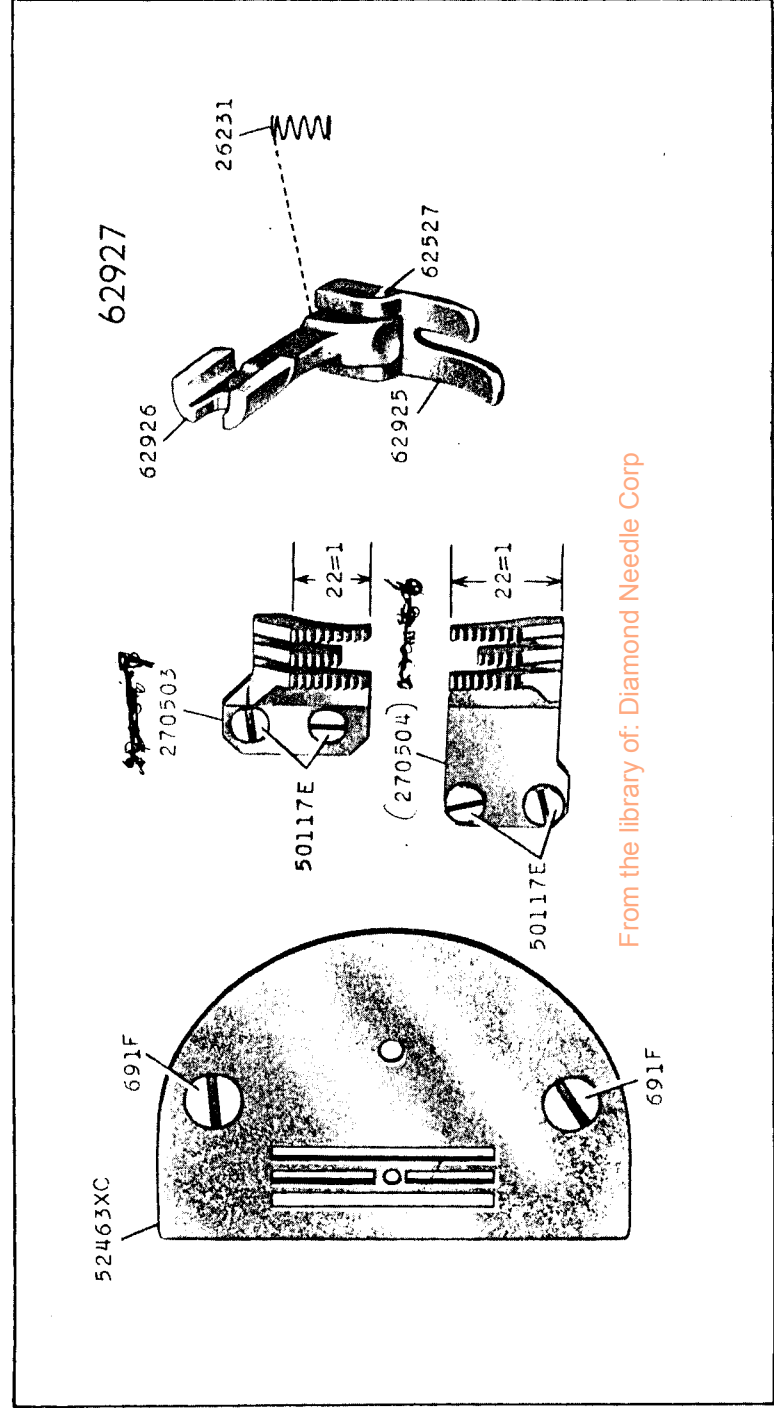 62927
26231
62926
62527
62925
270503
22=1
50117E
(270504)
22=1
50117E
52463XC
691F
691F
From the library of: Diamond Needle Corp